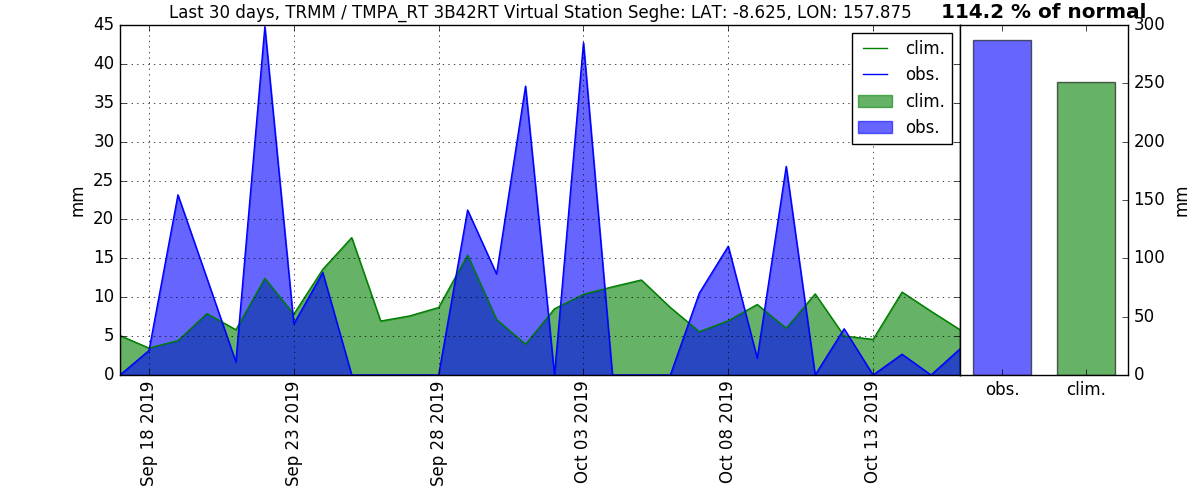 Last 30 days, TRMM / TMPA_RT 3B42RT Virtual Station Seghe: LAT: -8.625, LON: 157.875
114.2 % of normal
45
40
35
30
25
20
15
10
5
0
mm
clim.
obs.
clim.
obs.
Sep 18 2019
Sep 23 2019
Sep 28 2019
Oct 03 2019
Oct 08 2019
Oct 13 2019
300
250
200
150
100
50
0
mm
obs.
clim.